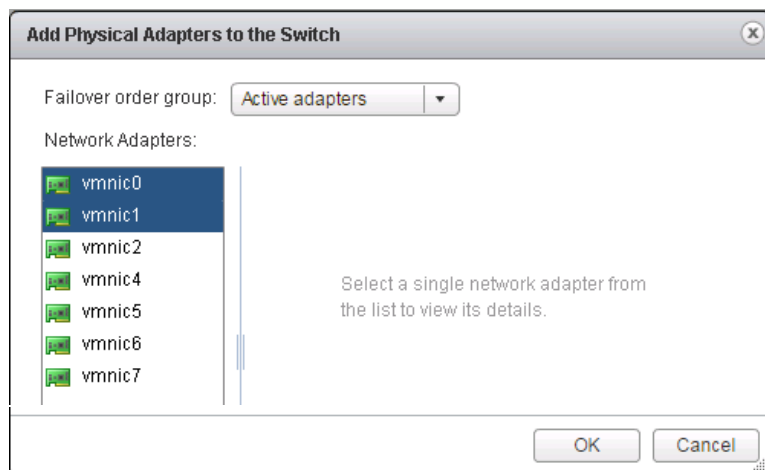 Add Physical Adapters to the Switch
Failover order group: Active adapters
Network Adapters:
vmnic0
vmnic1
vmnic2
vmnic4
vmnic5
vmnic6
vmnic7
Select a single network adapter from
the list to view its details.
OK Cancel